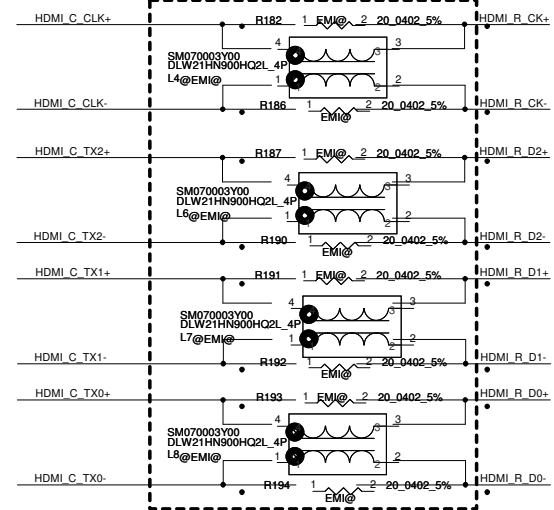 HDMI_C_CLK+ R182 1 EMI@ 2 20_0402_5% HDMI_R_CK+
4 3
SM070003Y00 3
DLW21HN900HQ2L_4P
L4@EMI@ 1 2 2
HDMI_C_CLK- R186 1 2 20_0402_5% HDMI_R_CK-
EMI@
HDMI_C_TX2+ R187 1 EMI@ 2 20_0402_5% HDMI_R_D2+
4 3
SM070003Y00 3
DLW21HN900HQ2L_4P
L6@EMI@ 1 2 2
HDMI_C_TX2- R190 1 2 20_0402_5% HDMI_R_D2-
EMI@
HDMI_C_TX1+ R191 1 EMI@ 2 20_0402_5% HDMI_R_D1+
4 3
SM070003Y00 3
DLW21HN900HQ2L_4P
L7@EMI@ 1 2 2
HDMI_C_TX1- R192 1 2 20_0402_5% HDMI_R_D1-
EMI@
HDMI_C_TX0+ R193 1 EMI@ 2 20_0402_5% HDMI_R_D0+
4 3
SM070003Y00 3
DLW21HN900HQ2L_4P
L8@EMI@ 1 2 2
HDMI_C_TX0- R194 1 2 20_0402_5% HDMI_R_D0-
EMI@